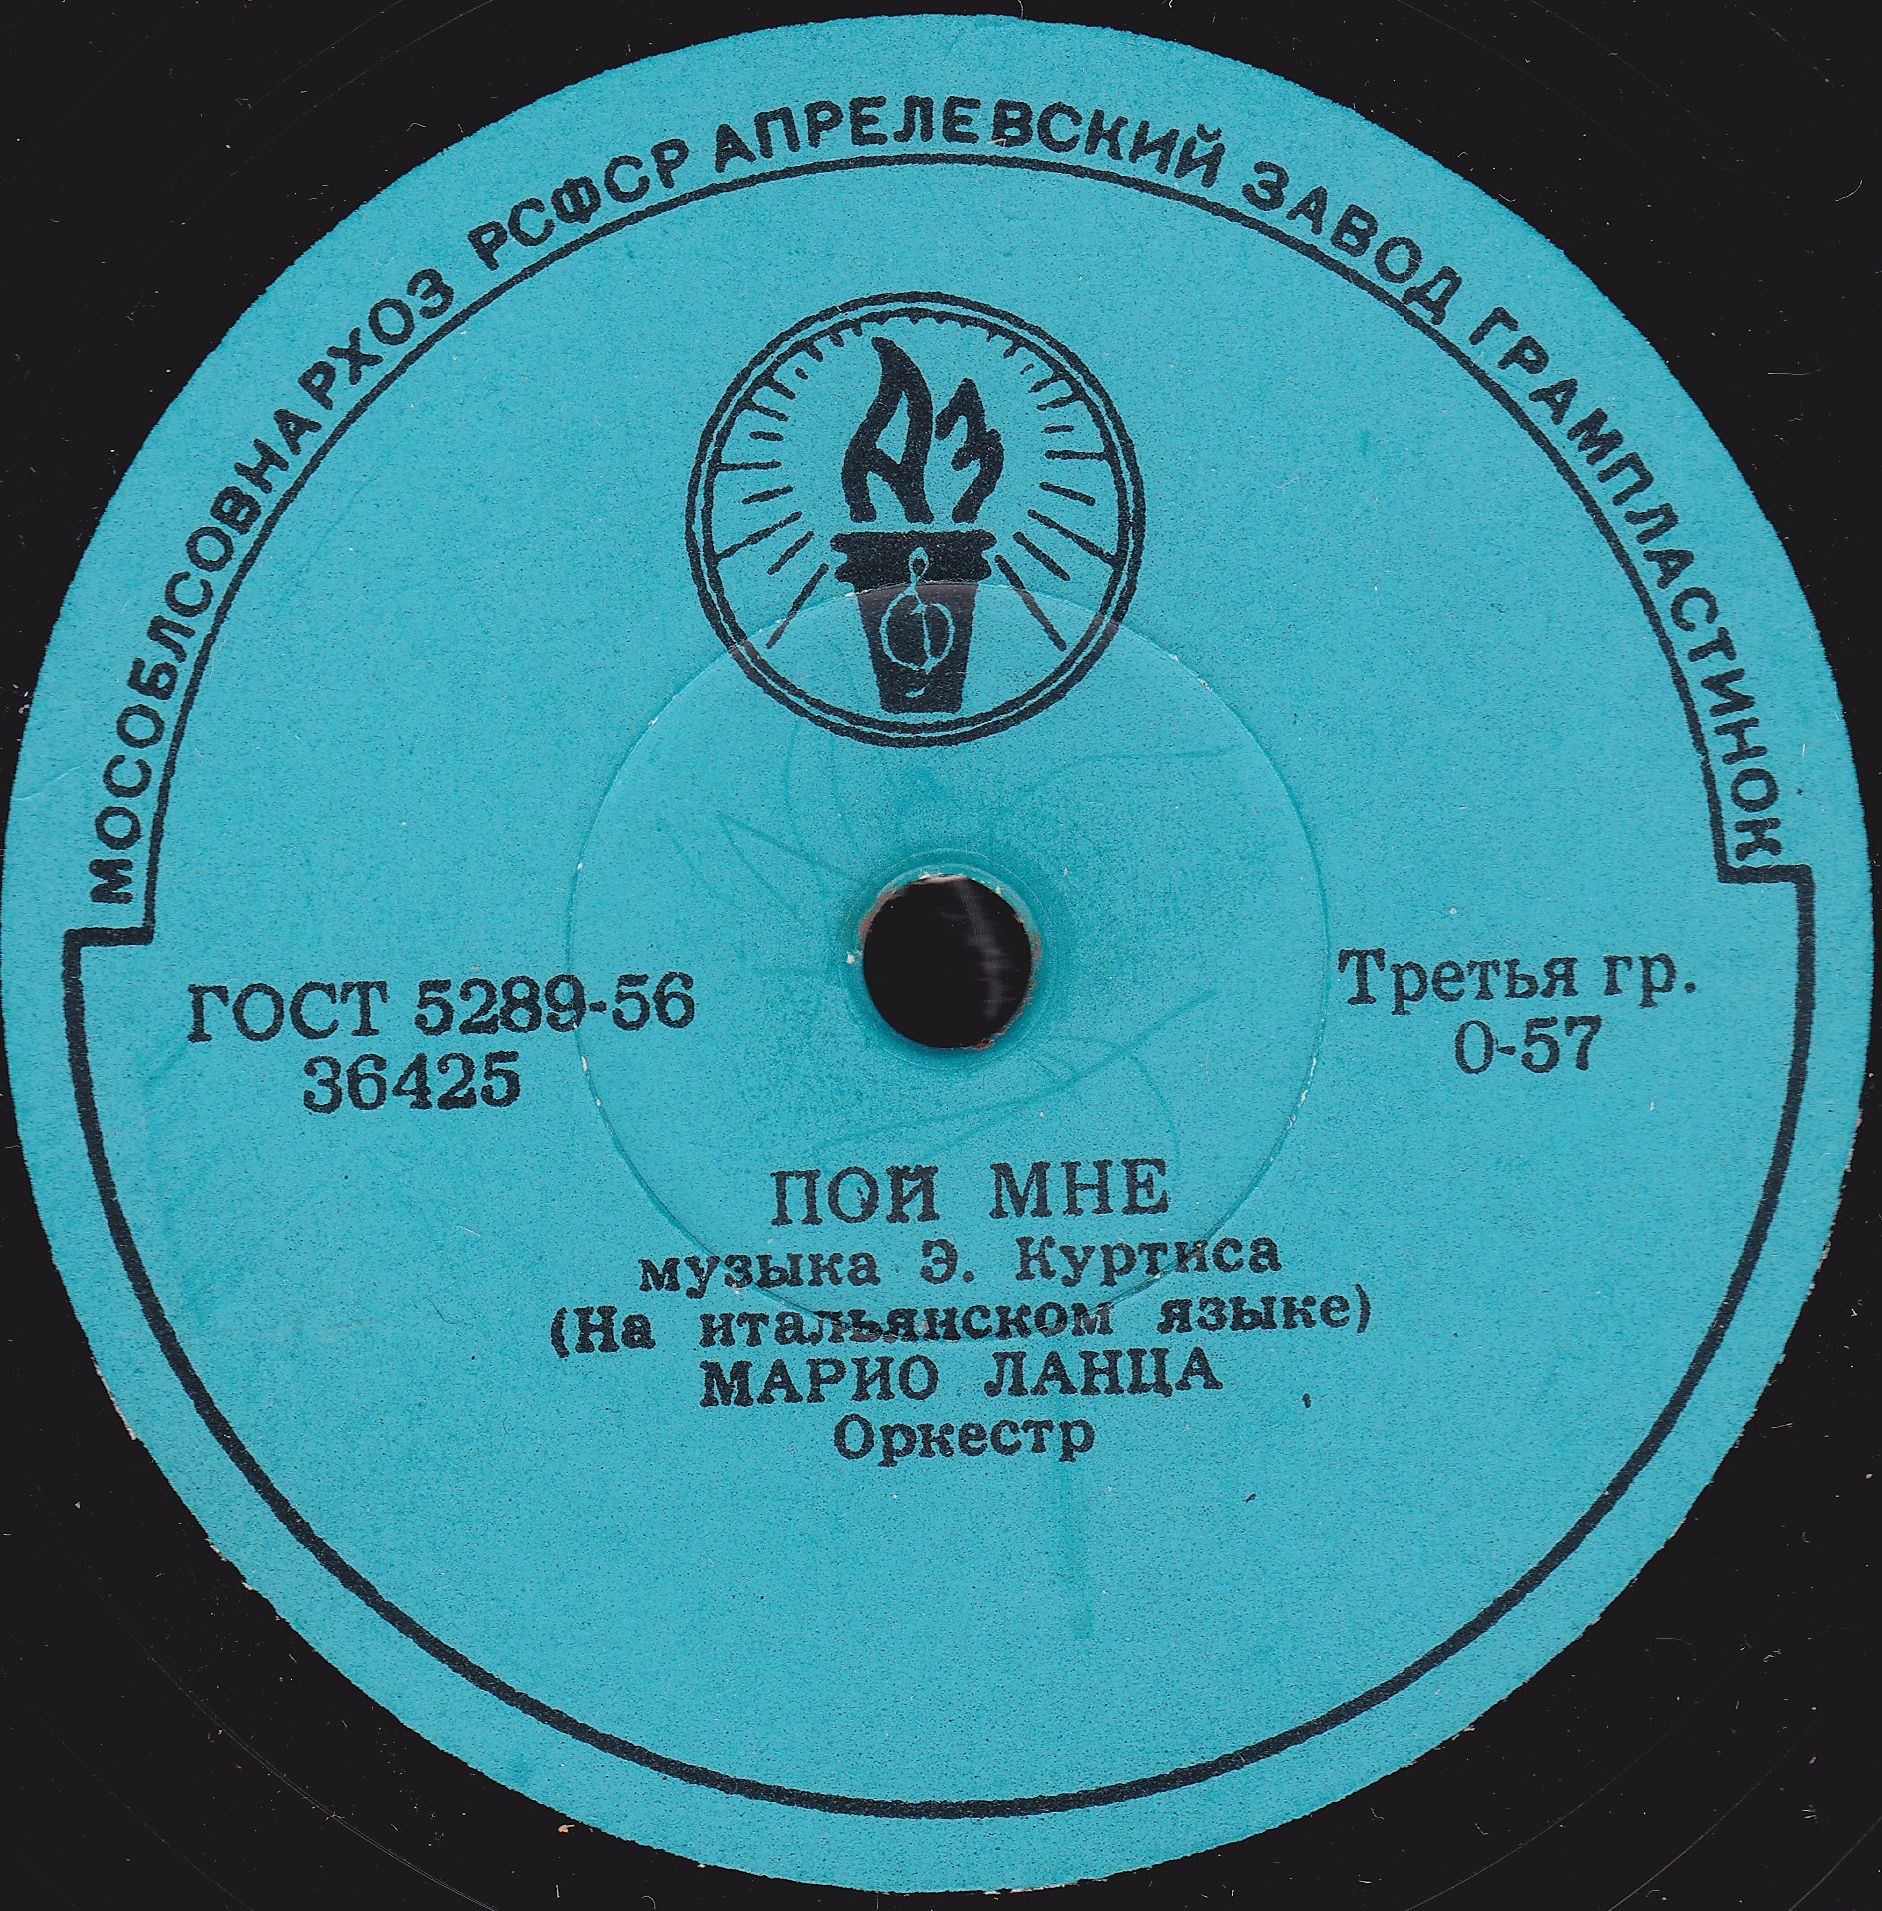 МОСОБЛСОВНАРХОЗ РСФСР АПРЕЛЕВСКИЙ ЗАВОД ГРАМПЛАСТИНОК
АЗ
ГОСТ 5289-56
36425
Третья гр.
0-57
ПОЙ МНЕ
музыка Э. Куртиса
(На итальянском языке)
МАРИО ЛАНЦА
Оркестр